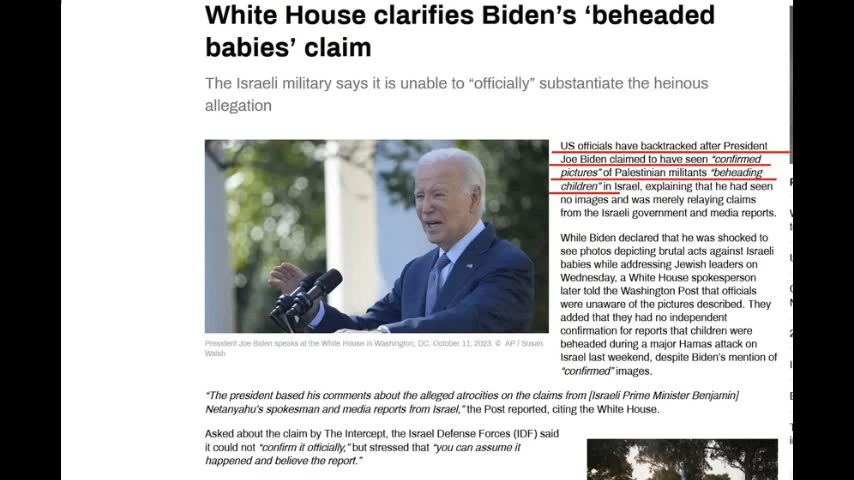 White House clarifies Biden’s ‘beheaded
babies’ claim
The Israeli military says it is unable to “officially” substantiate the heinous
allegation
US officials have backtracked after President
Joe Biden claimed to have seen “confirmed
pictures” of Palestinian militants “beheading
children” in Israel, explaining that he had seen
no images and was merely relaying claims
from the Israeli government and media reports.
While Biden declared that he was shocked to
see photos depicting brutal acts against Israeli
babies while addressing Jewish leaders on
Wednesday, a White House spokesperson
later told the Washington Post that officials
were unaware of the pictures described. They
added that they had no independent
confirmation for reports that children were
beheaded during a major Hamas attack on
Israel last weekend, despite Biden’s mention of
“confirmed” images.
President Joe Biden speaks at the White House in Washington, DC, October 11, 2023. © AP / Susan
Walsh
“The president based his comments about the alleged atrocities on the claims from [Israeli Prime Minister Benjamin]
Netanyahu’s spokesman and media reports from Israel,” the Post reported, citing the White House.
Asked about the claim by The Intercept, the Israel Defense Forces (IDF) said
it could not “confirm it officially,” but stressed that “you can assume it
happened and believe the report.”